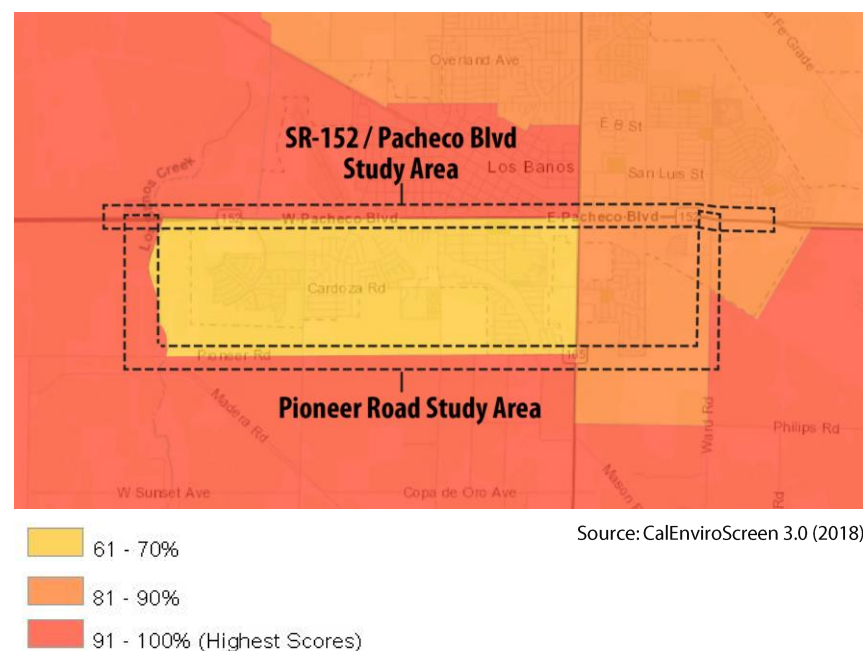 Overland Ave
SR-152 / Pacheco Blvd
Study Area
E B St
Los Banos
San Luis St
Creek
152
W Pacheco Blvd
E Pacheco Blvd
152
Cardoza Rd
Pioneer Rd
165
Pioneer Road Study Area
Madera Rd
Ward Rd
Philips Rd
Mason
W Sunset Ave
Copa de Oro Ave
Rd
Source: CalEnviroScreen 3.0 (2018)
61 - 70%
81 - 90%
91 - 100% (Highest Scores)